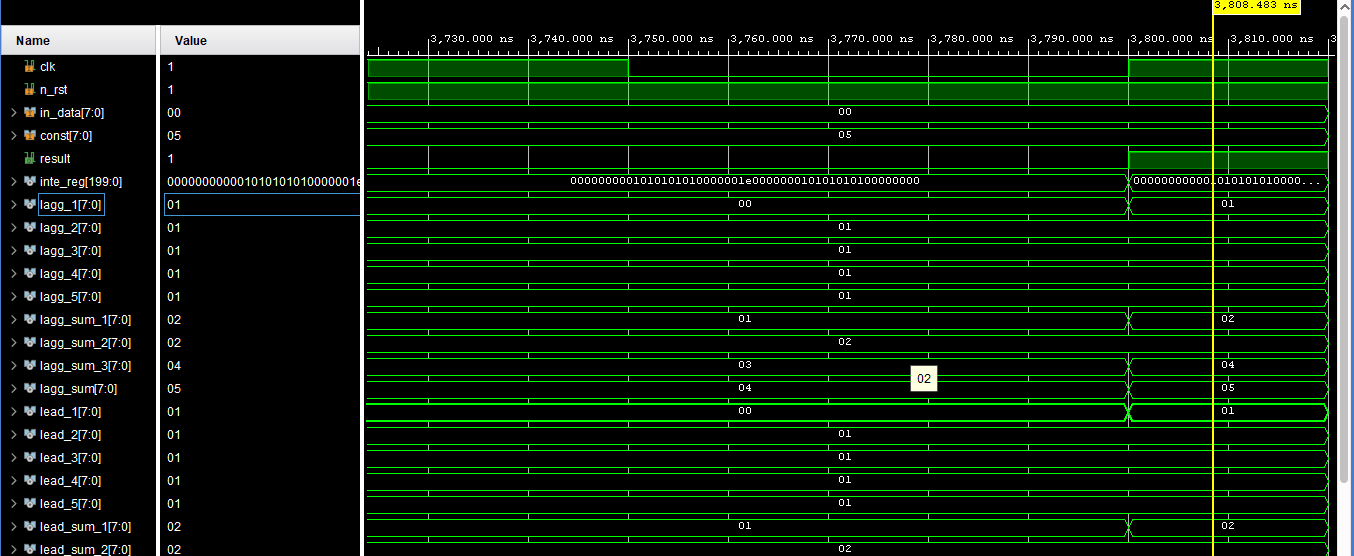 3,808.483 ns
Name Value
3,730.000 ns 3,740.000 ns 3,750.000 ns 3,760.000 ns 3,770.000 ns 3,780.000 ns 3,790.000 ns 3,800.000 ns 3,810.000 ns 3
clk 1
n_rst 1
in_data[7:0] 00 00
const[7:0] 05 05
result 1
lagg_1[7:0] 01 00 01
lagg_2[7:0] 01 01
lagg_3[7:0] 01 01
lagg_4[7:0] 01 01
lagg_5[7:0] 01 01
lagg_sum_1[7:0] 02 01 02
lagg_sum_2[7:0] 02 02
lagg_sum_3[7:0] 04 03 04
02
lagg_sum[7:0] 05 04 05
lead_1[7:0] 01 00 01
lead_2[7:0] 01 01
lead_3[7:0] 01 01
lead_4[7:0] 01 01
lead_5[7:0] 01 01
lead_sum_1[7:0] 02 01 02
lead_sum_2[7:0] 02 02